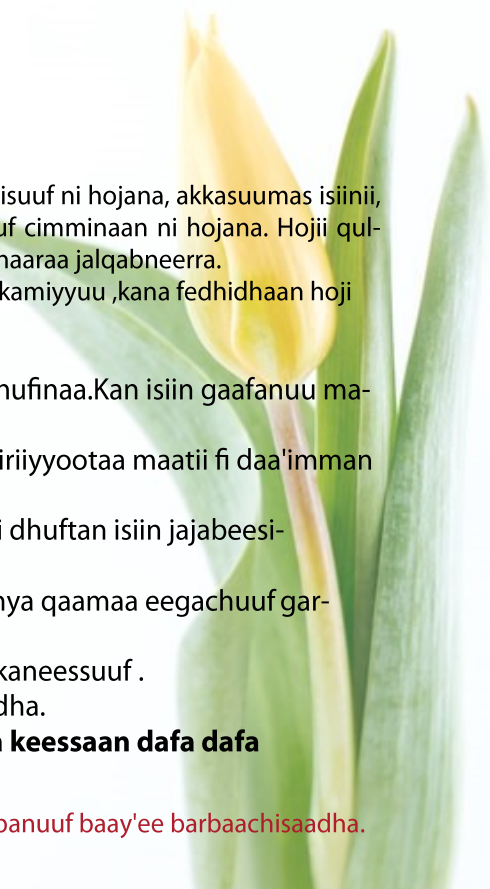 isuuf ni hojana, akkasuumas isiinii,
uf cimminaan ni hojana. Hojii qul-
naaraa jalqabneerra.
kamiyyuu ,kana fedhidhaan hoji
nufinaa.Kan isiin gaafanuu ma-
iriiyyootaa maatii fi daa'imman
i dhuftan isiin jajabeesi-
nya qaamaa eegachuuf gar-
kaneessuuf .
dha.
keessaan dafa dafa
banuuf baay'ee barbaachisaadha.